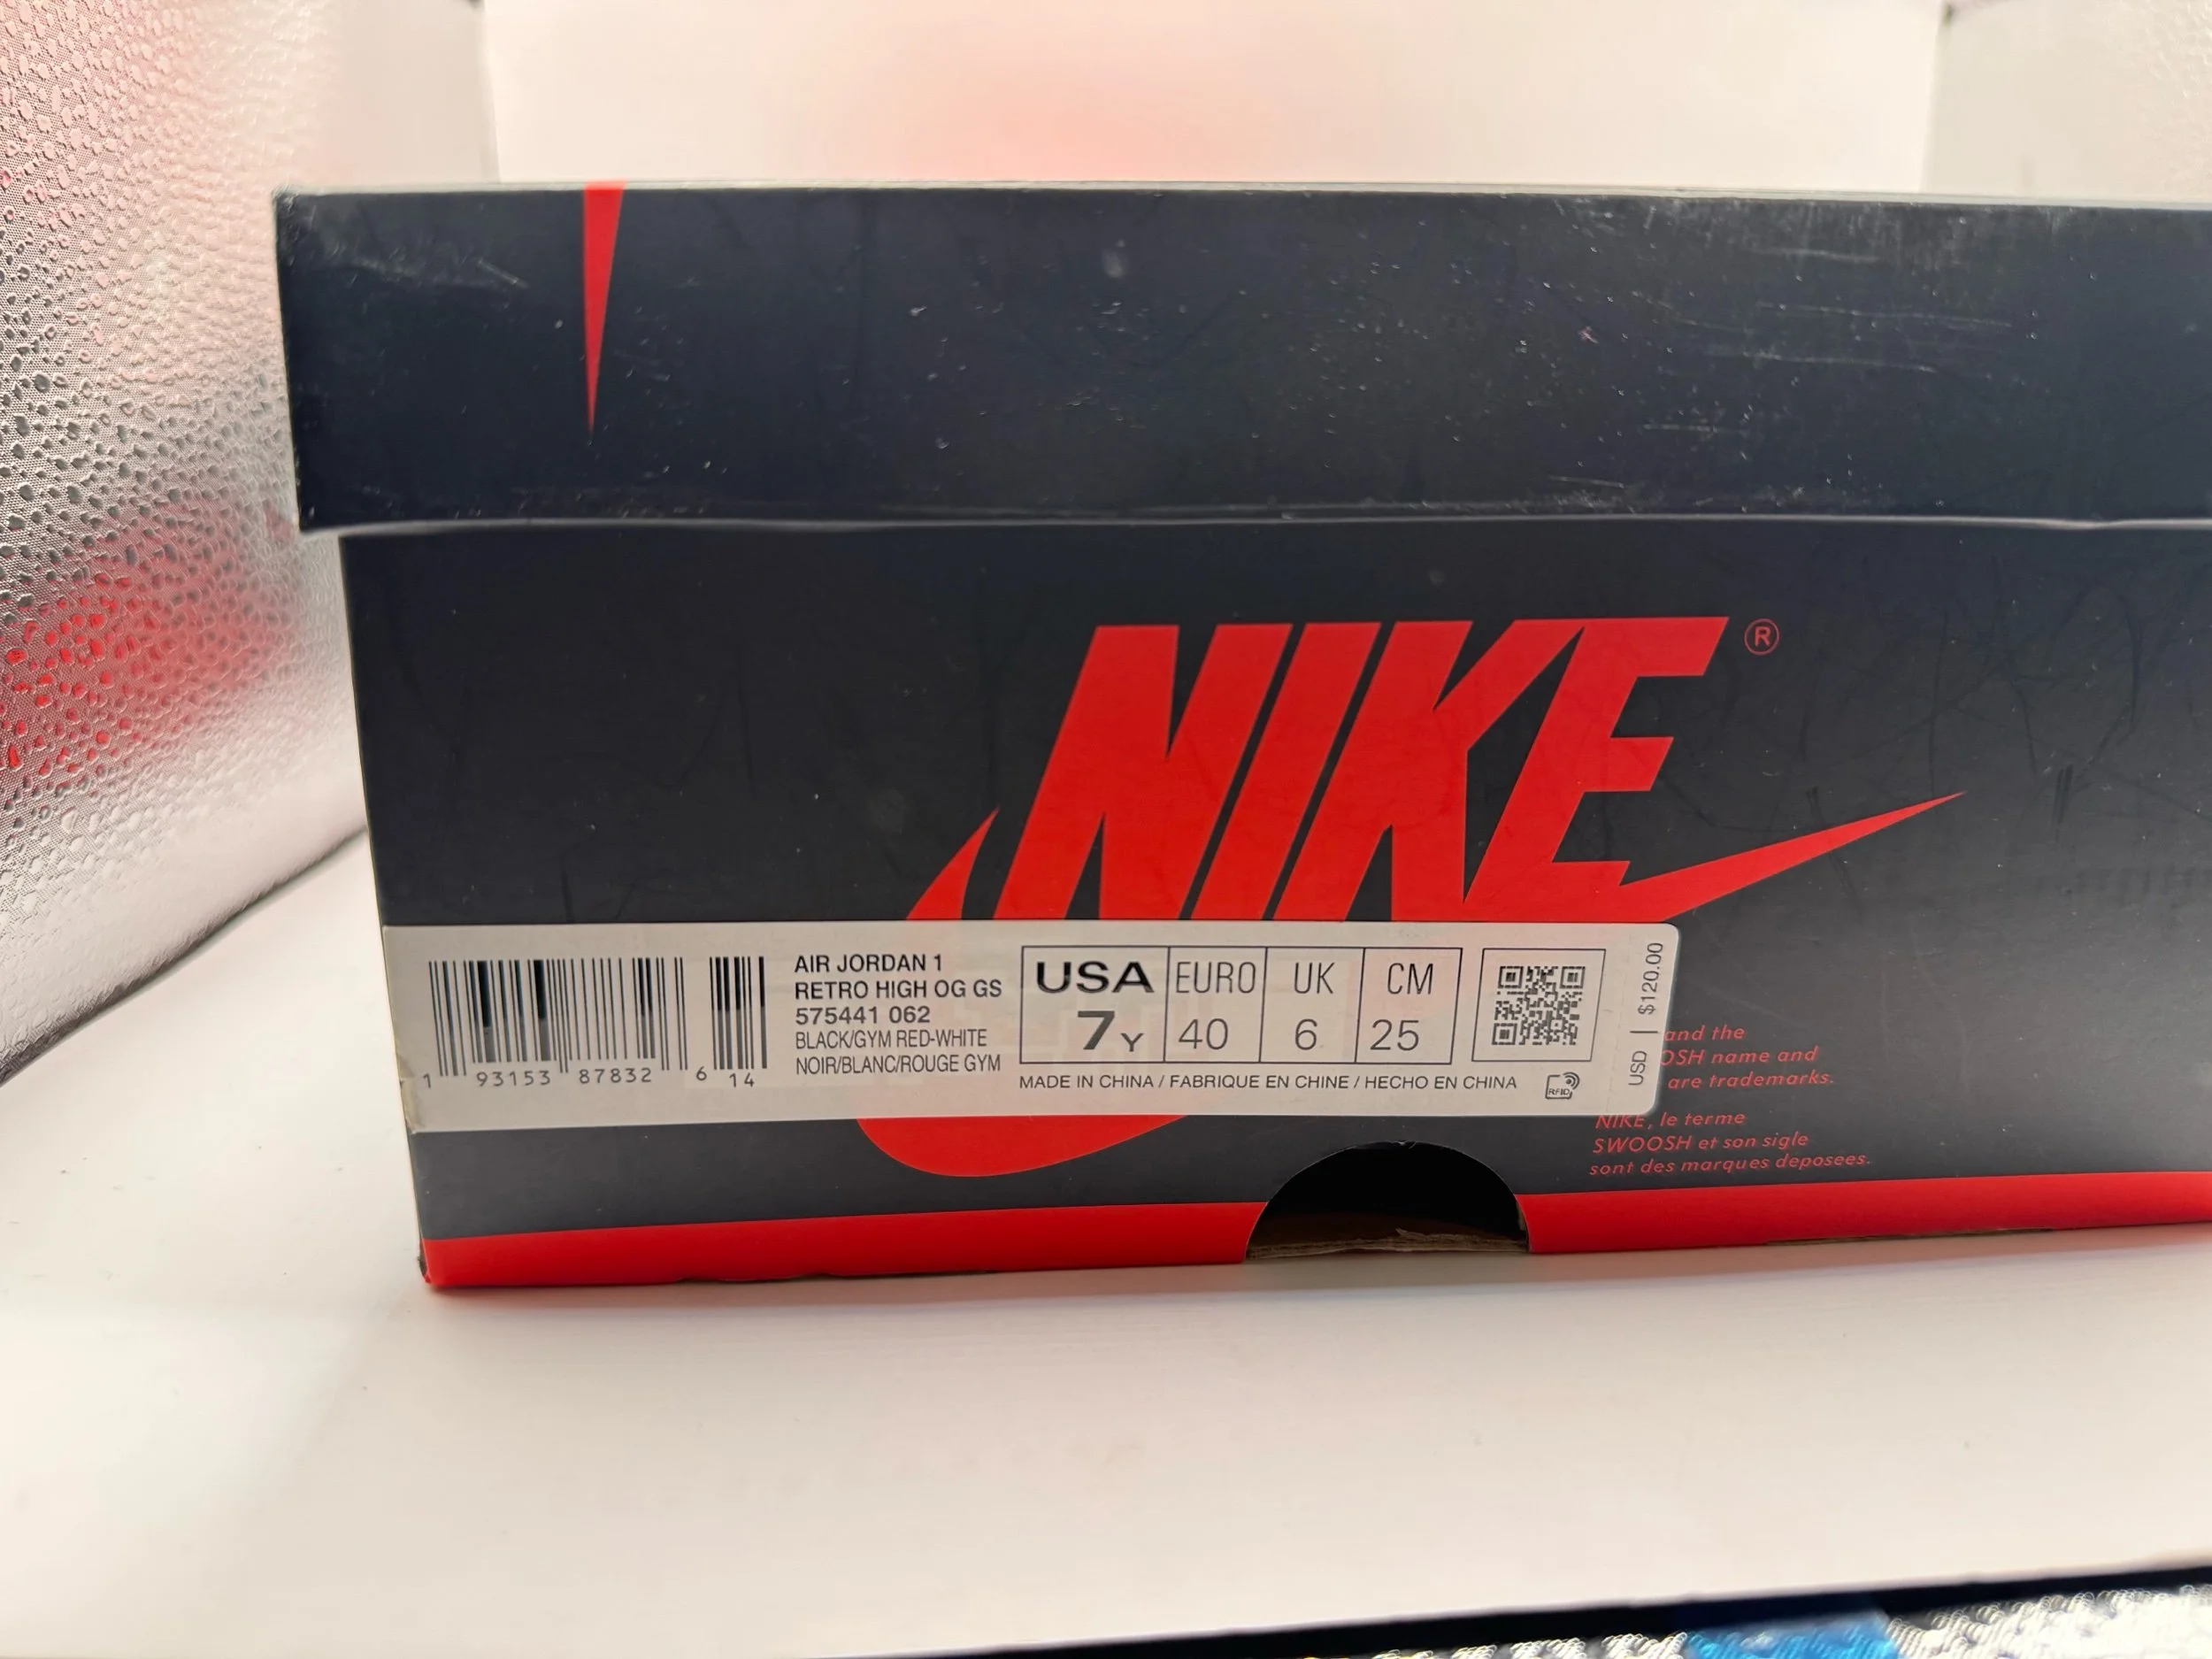 NIKE®
AIR JORDAN 1
RETRO HIGH OG GS
575441 062
BLACK/GYM RED-WHITE
NOIR/BLANC/ROUGE GYM
1 93153 87832 6 14
USA EURO UK CM
7Y 40 6 25
MADE IN CHINA / FABRIQUE EN CHINE / HECHO EN CHINA
RFID
USD | $120.00
and the
OSH name and
are trademarks.
NIKE, le terme
SWOOSH et son sigle
sont des marques deposees.